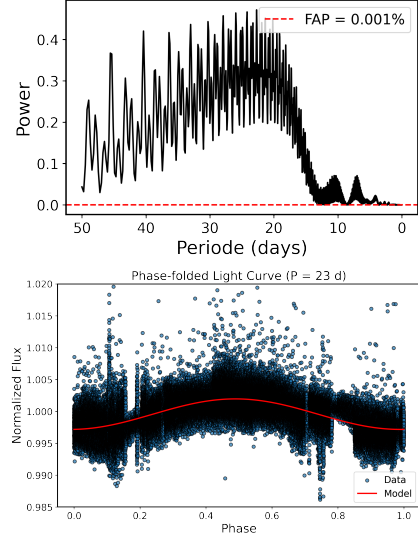 0.4
0.3
0.2
0.1
0.0
Power
FAP = 0.001%
50 40 30 20 10 0
Periode (days)
Phase-folded Light Curve (P = 23 d)
1.020
1.015
1.010
1.005
1.000
0.995
0.990
0.985
Normalized Flux
Data
Model
0.0 0.2 0.4 0.6 0.8 1.0
Phase